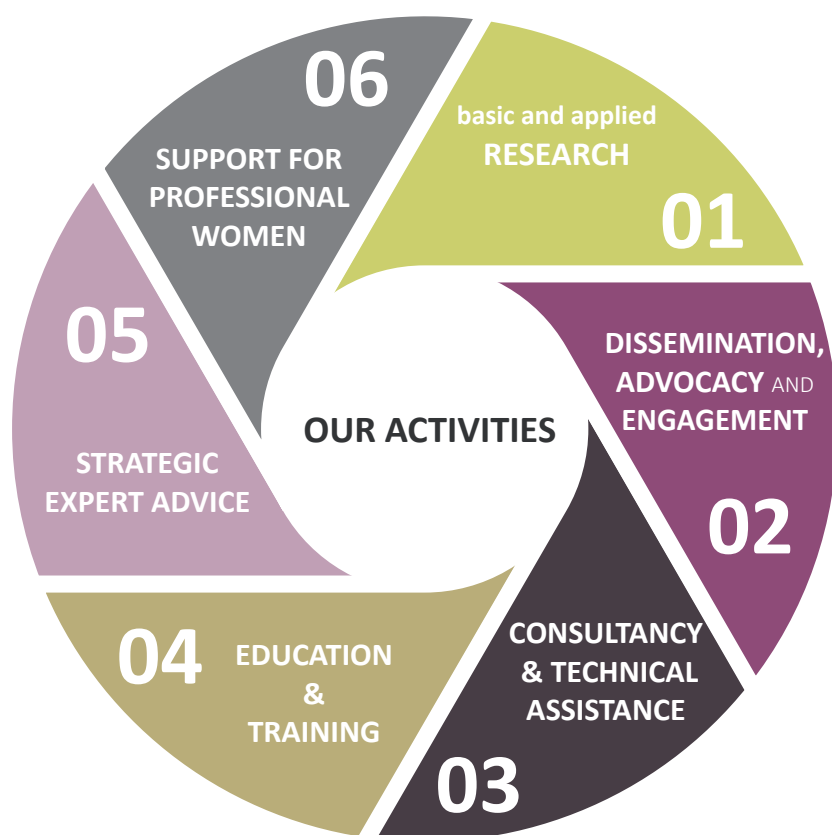 OUR ACTIVITIES
basic and applied
RESEARCH
01
DISSEMINATION,
ADVOCACY AND
ENGAGEMENT
02
CONSULTANCY
& TECHNICAL
ASSISTANCE
03
04
EDUCATION
&
TRAINING
05
STRATEGIC
EXPERT ADVICE
06
SUPPORT FOR
PROFESSIONAL
WOMEN